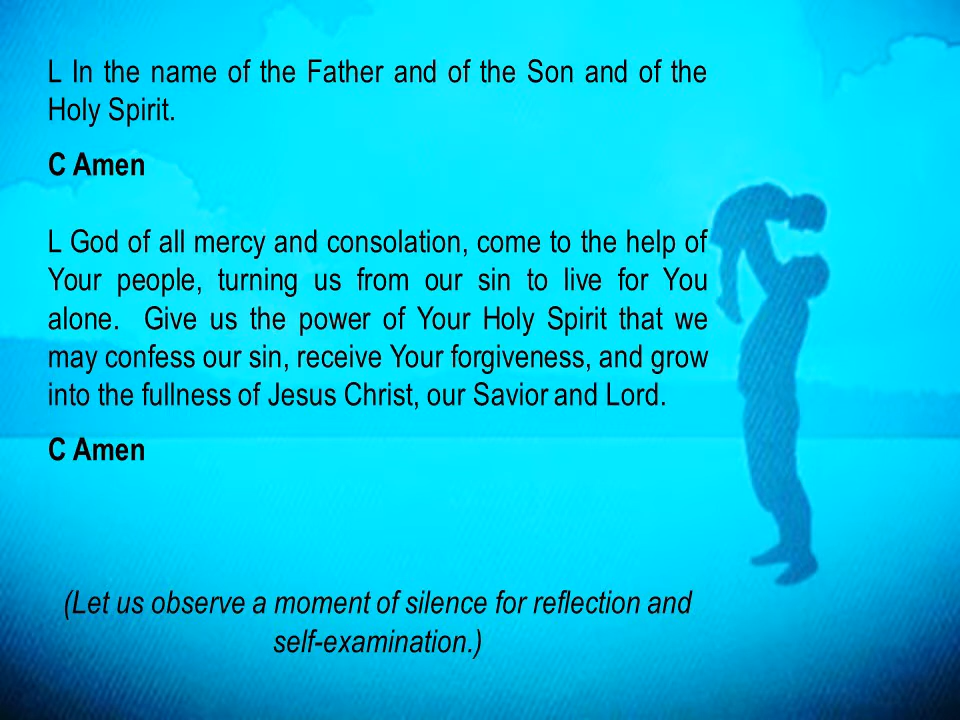 L In the name of the Father and of the Son and of the
Holy Spirit.
C Amen
L God of all mercy and consolation, come to the help of
Your people, turning us from our sin to live for You
alone.  Give us the power of Your Holy Spirit that we
may confess our sin, receive Your forgiveness, and grow
into the fullness of Jesus Christ, our Savior and Lord.
C Amen
(Let us observe a moment of silence for reflection and
self-examination.)